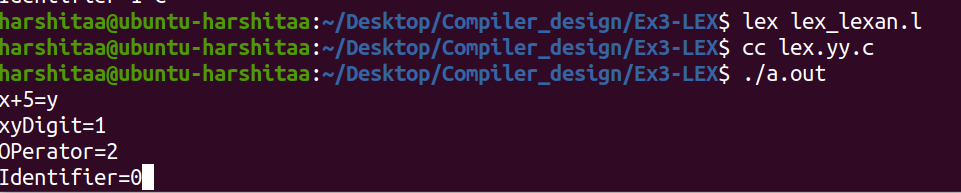 harshitaa@ubuntu-harshitaa:~/Desktop/Compiler_design/Ex3-LEX$ lex lex_lexan.l
harshitaa@ubuntu-harshitaa:~/Desktop/Compiler_design/Ex3-LEX$ cc lex.yy.c
harshitaa@ubuntu-harshitaa:~/Desktop/Compiler_design/Ex3-LEX$ ./a.out
x+5=y
xyDigit=1
OPerator=2
Identifier=0